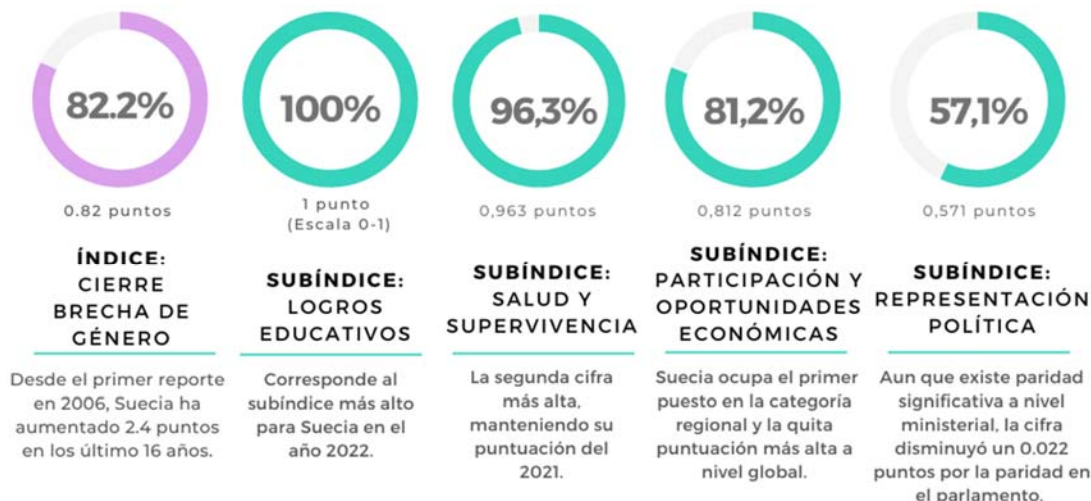 82.2%
0.82 puntos
ÍNDICE:
CIERRE
BRECHA DE
GÉNERO
Desde el primer reporte
en 2006, Suecia ha
aumentado 2.4 puntos
en los último 16 años.
100%
1 punto
(Escala 0-1)
SUBÍNDICE:
LOGROS
EDUCATIVOS
Corresponde al
subíndice más alto
para Suecia en el
año 2022.
96,3%
0,963 puntos
SUBÍNDICE:
SALUD Y
SUPERVIVENCIA
La segunda cifra
más alta,
manteniendo su
puntuación del
2021.
81,2%
0,812 puntos
SUBÍNDICE:
PARTICIPACIÓN Y
OPORTUNIDADES
ECONÓMICAS
Suecia ocupa el primer
puesto en la categoría
regional y la quita
puntuación más alta a
nivel global.
57,1%
0,571 puntos
SUBÍNDICE:
REPRESENTACIÓN
POLÍTICA
Aun que existe paridad
significativa a nivel
ministerial, la cifra
disminuyó un 0.022
puntos por la paridad en
el parlamento.